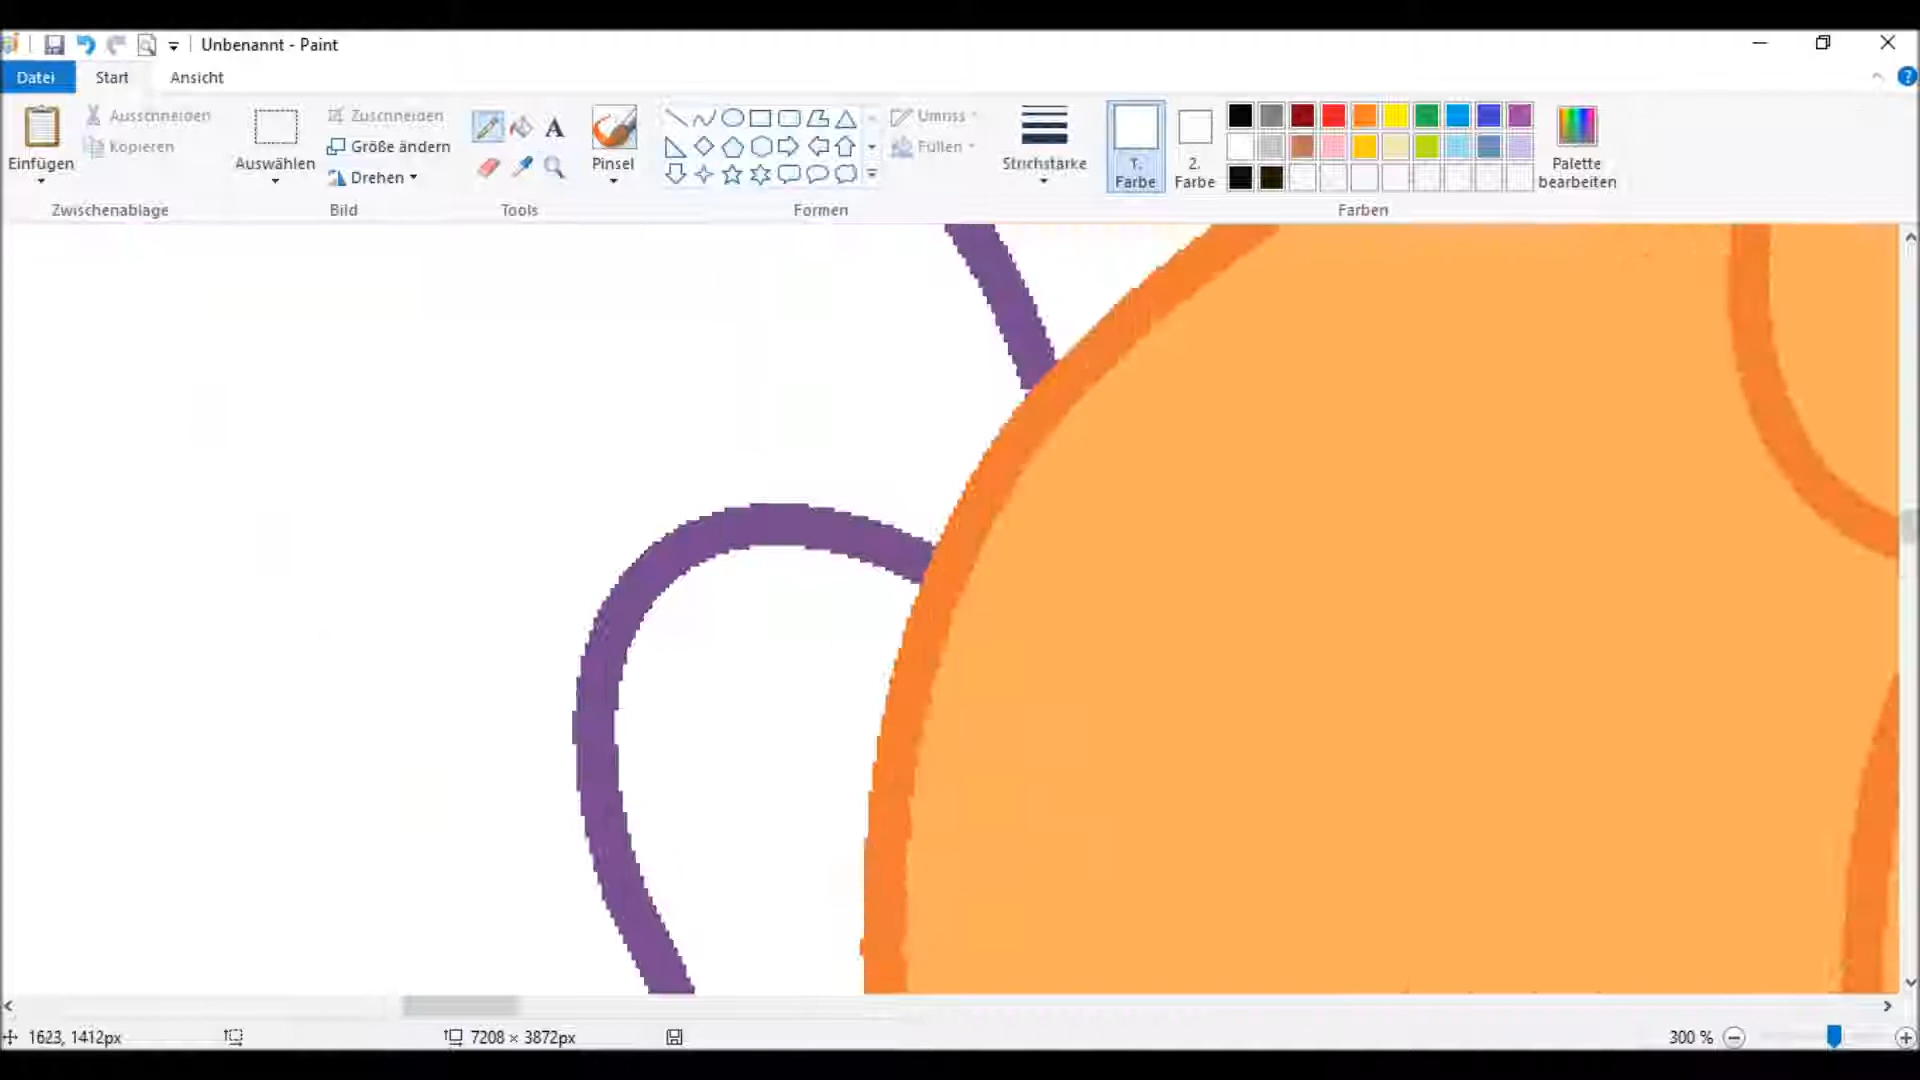 Unbenannt - Paint
Datei Start Ansicht
Einfügen
Ausschneiden
Kopieren
Zwischenablage
Auswählen
Zuschneiden
Größe ändern
Drehen
Bild
A
Tools
Pinsel
Formen
Umriss
Füllen
Strichstärke
1.
Farbe
2.
Farbe
Palette
bearbeiten
Farben
1623, 1412px
7208 × 3872px
300 %